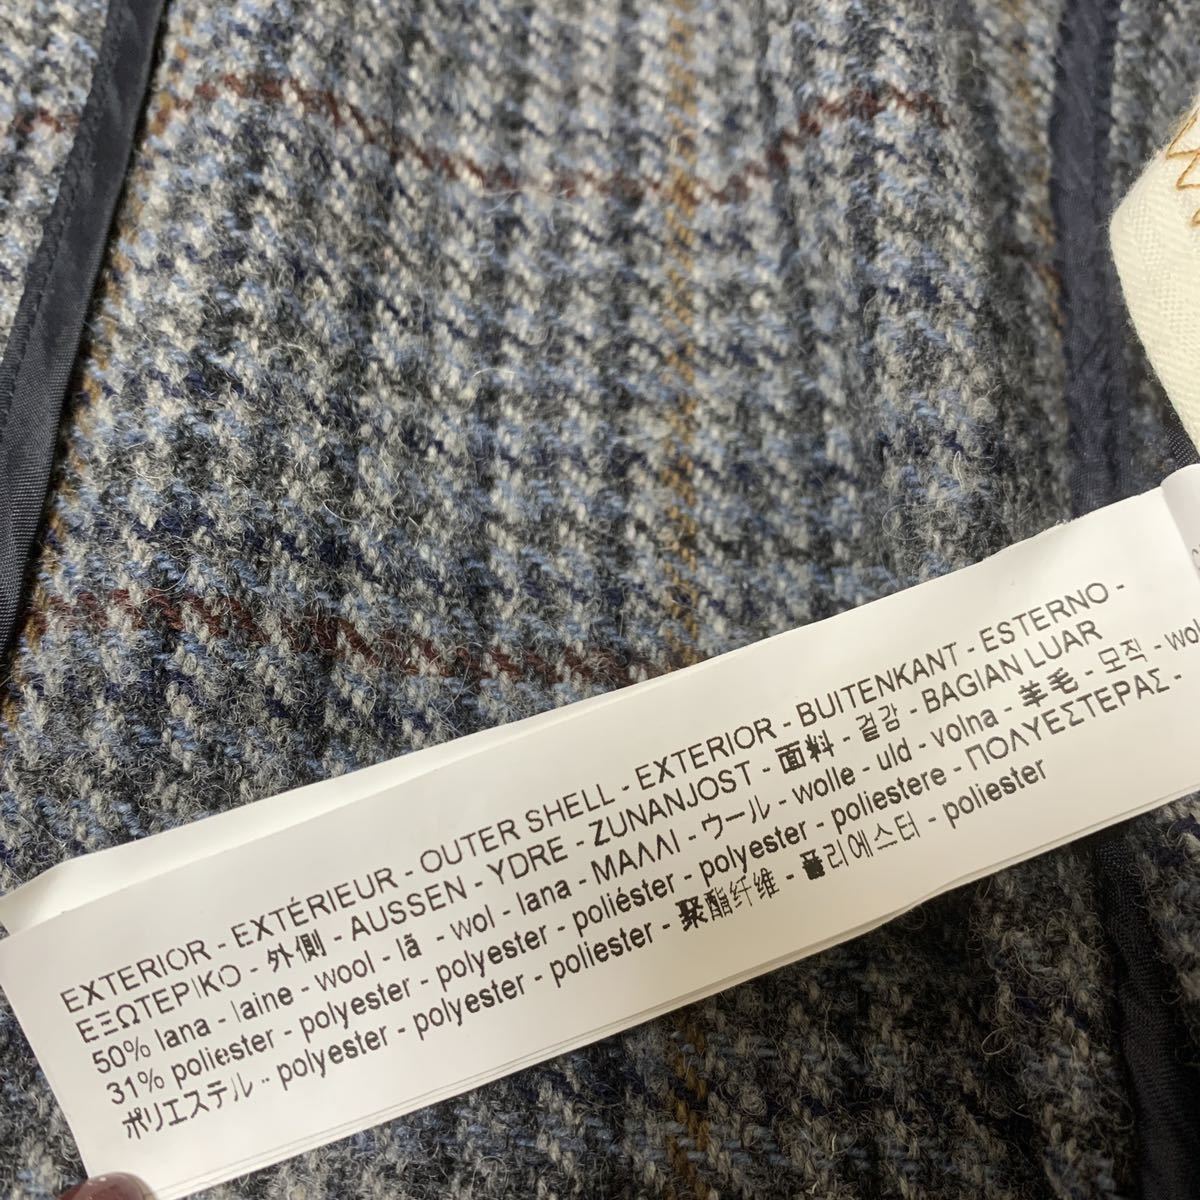 EXTERIOR - EXTÉRIEUR - OUTER SHELL - EXTERIOR - BUITENKANT - ESTERNO -
ΕΞΩΤΕΡΙΚΟ - 外側 - AUSSEN - YDRE - ZUNANJOST - 面料 - 겉감 - BAGIAN LUAR
50% lana - laine - wool - lã - wol - lana - ΜΑΛΛΙ - ウール - wolle - uld - volna - 羊毛 - 모직 - wol
31% poliester - polyester - polyester - poliéster - polyester - poliestere - ΠΟΛΥΕΣΤΕΡΑΣ -
ポリエステル - polyester - polyester - poliester - 聚酯纤维 - 폴리에스터 - poliester